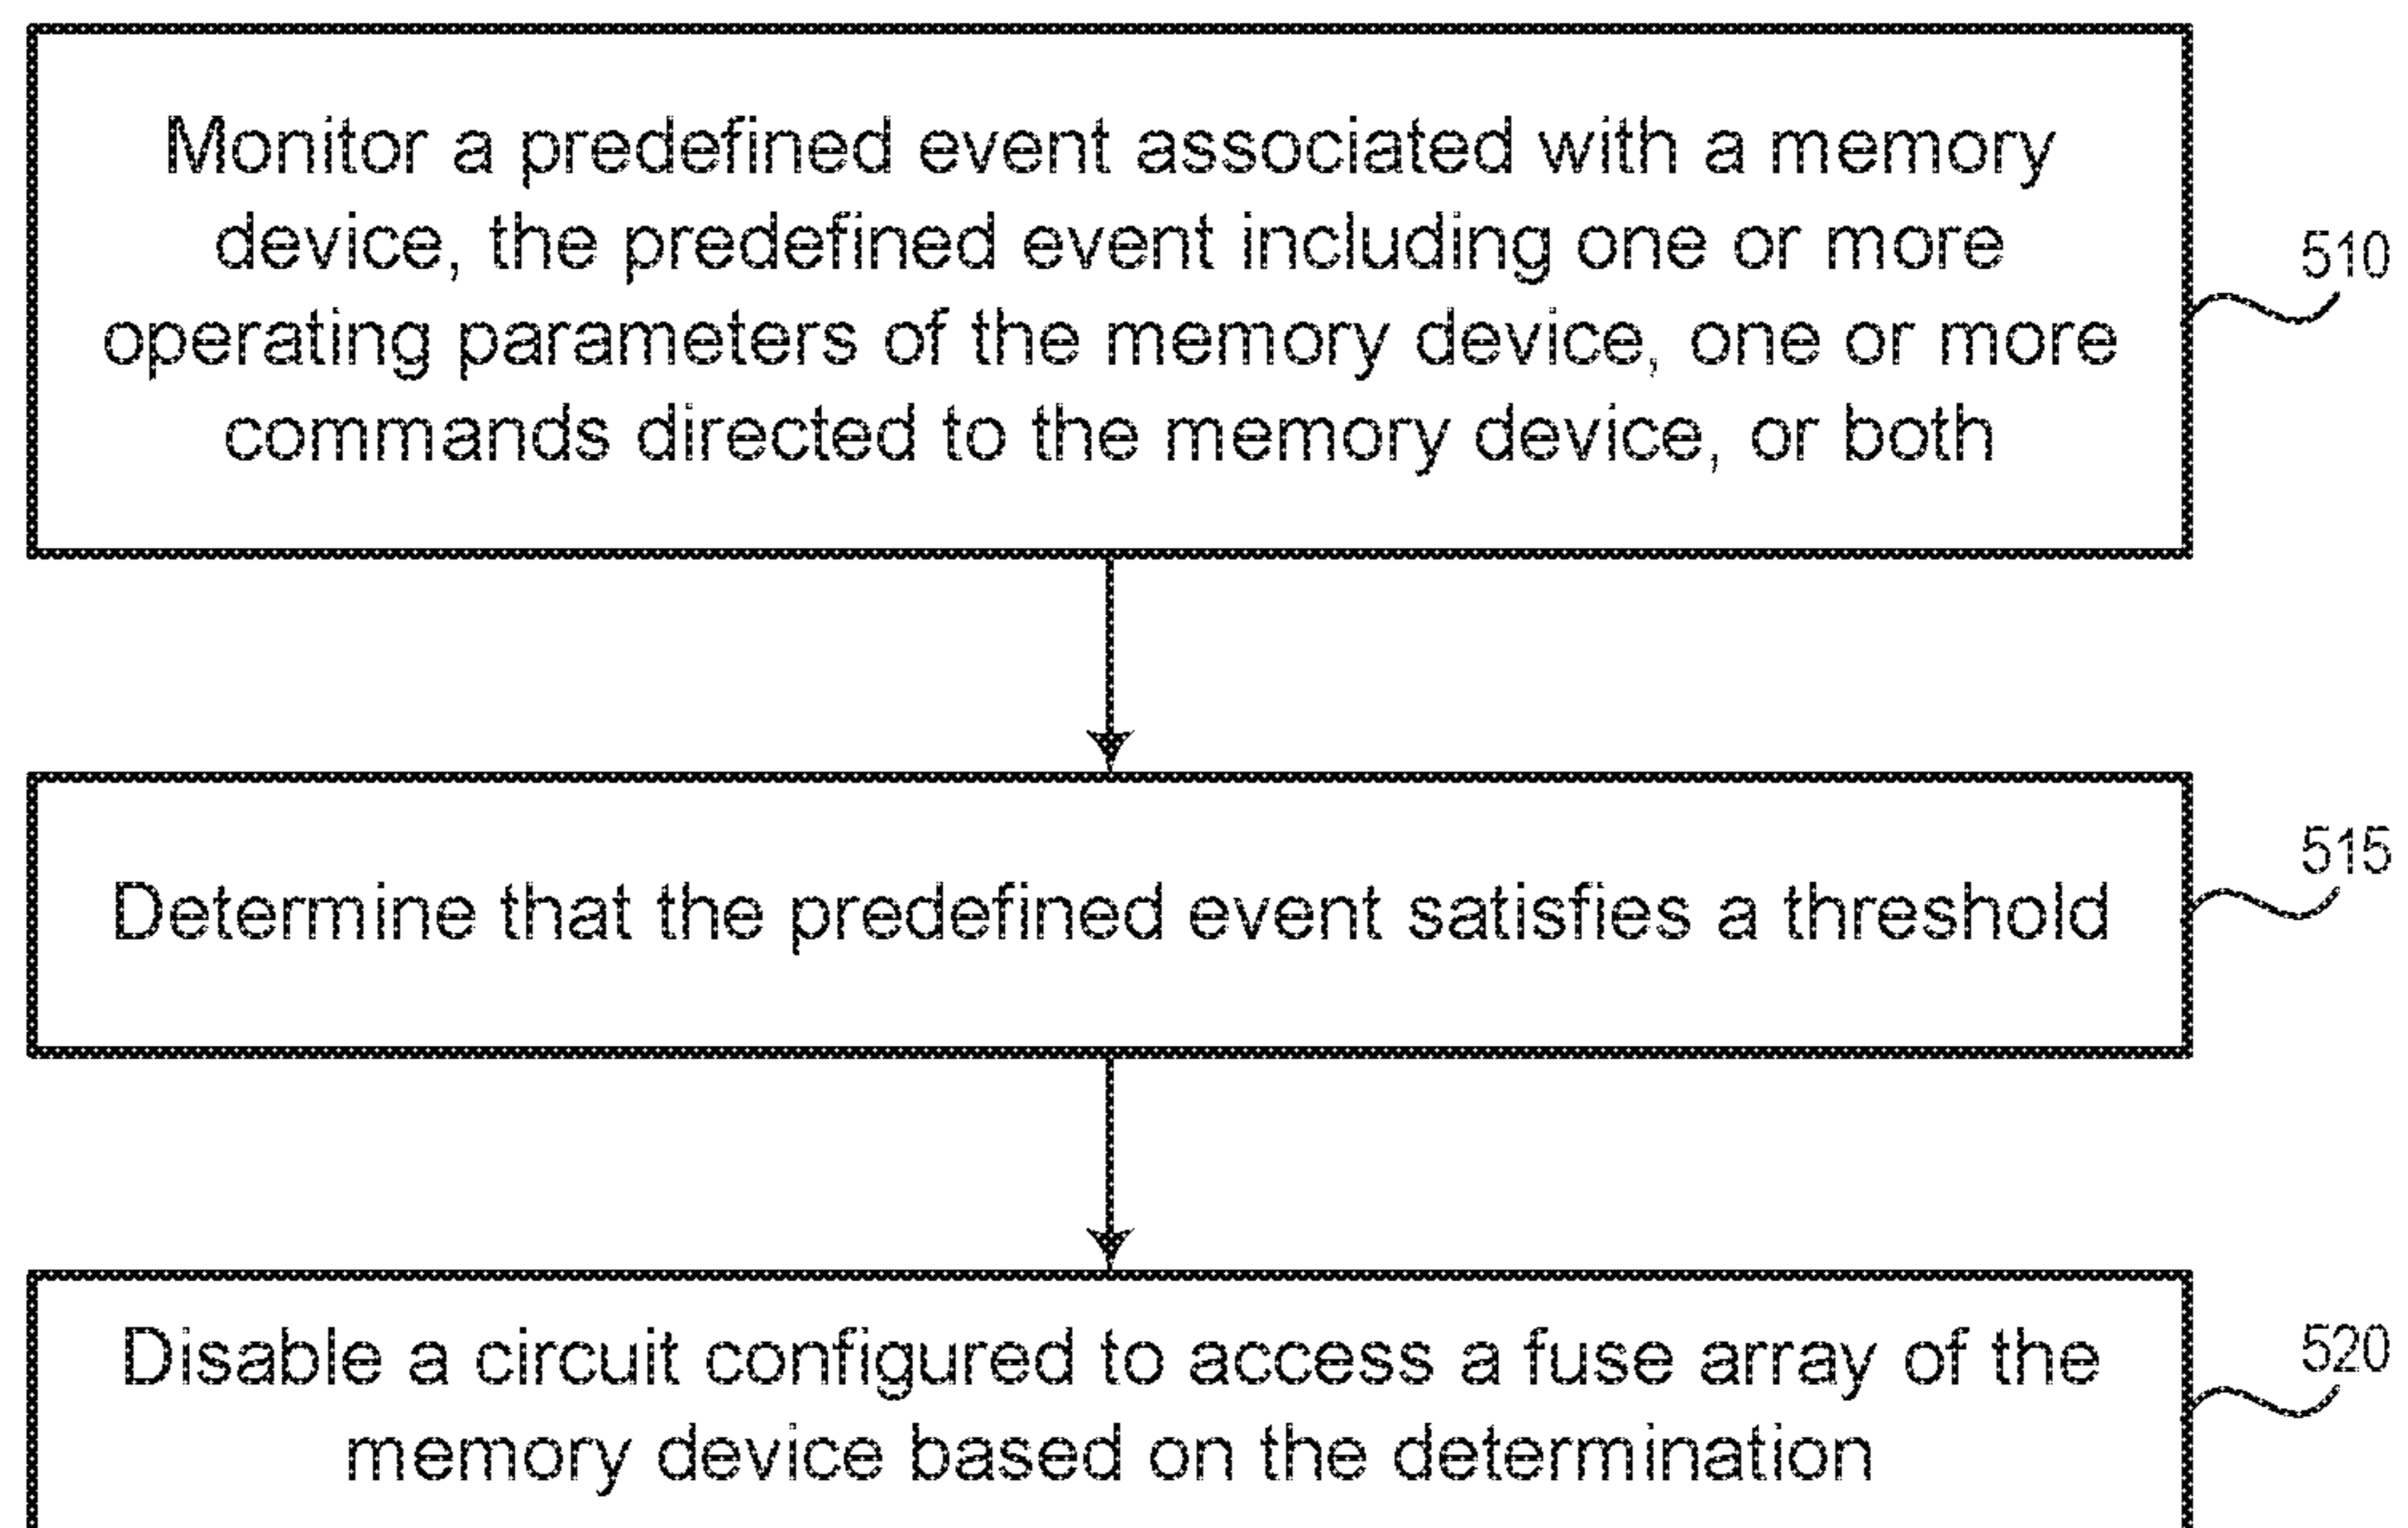 Monitor a predefined event associated with a memory
device, the predefined event including one or more
operating parameters of the memory device, one or more
commands directed to the memory device, or both
510
Determine that the predefined event satisfies a threshold
515
Disable a circuit configured to access a fuse array of the
memory device based on the determination
520